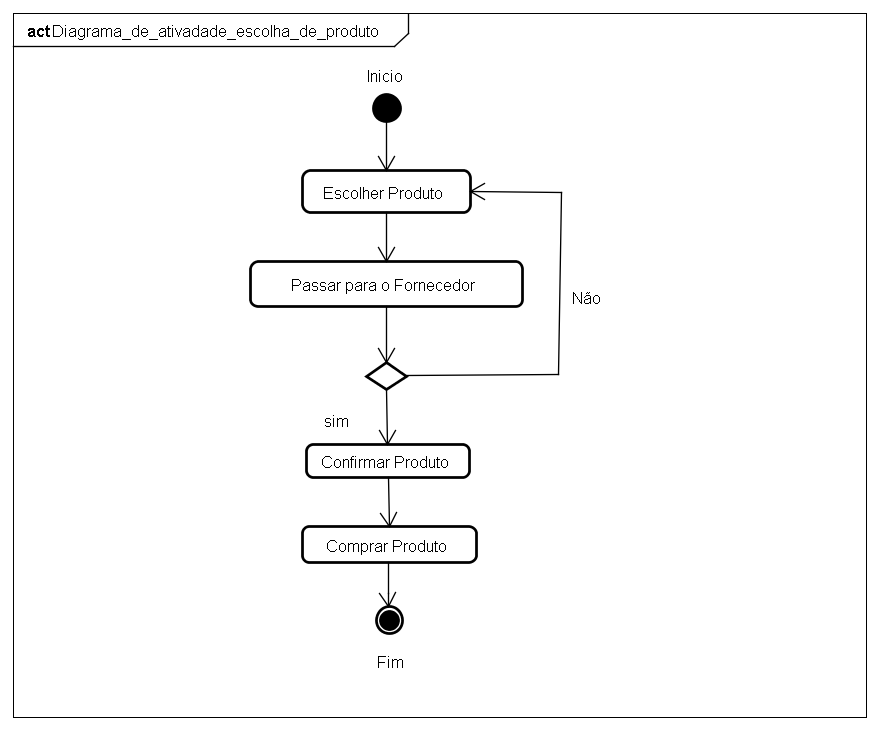 act Diagrama_de_ativadade_escolha_de_produto
Inicio
Escolher Produto
Passar para o Fornecedor
Não
sim
Confirmar Produto
Comprar Produto
Fim